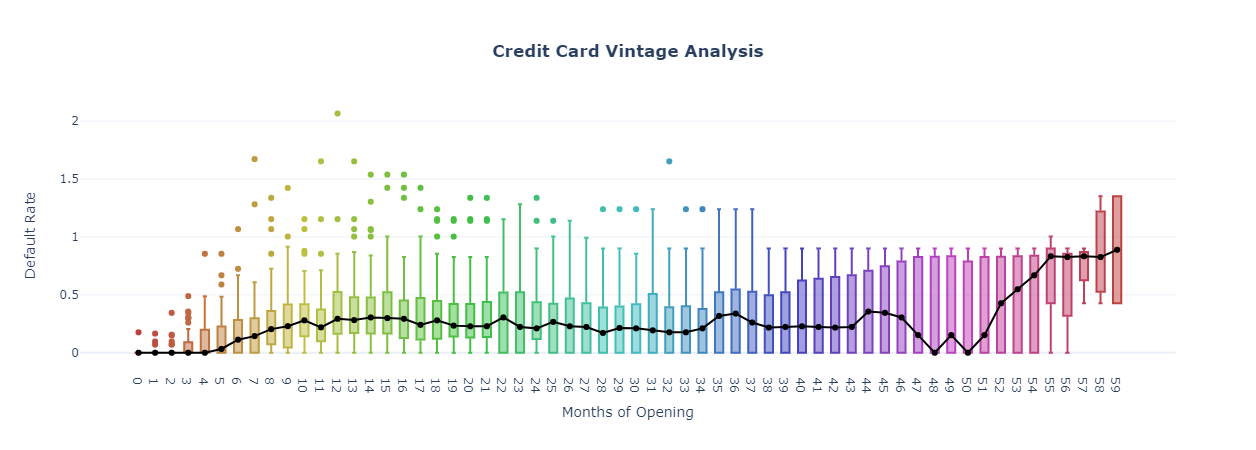 Credit Card Vintage Analysis
2
1.5
1
0.5
0
Default Rate
0 1 2 3 4 5 6 7 8 9 10 11 12 13 14 15 16 17 18 19 20 21 22 23 24 25 26 27 28 29 30 31 32 33 34 35 36 37 38 39 40 41 42 43 44 45 46 47 48 49 50 51 52 53 54 55 56 57 58 59
Months of Opening